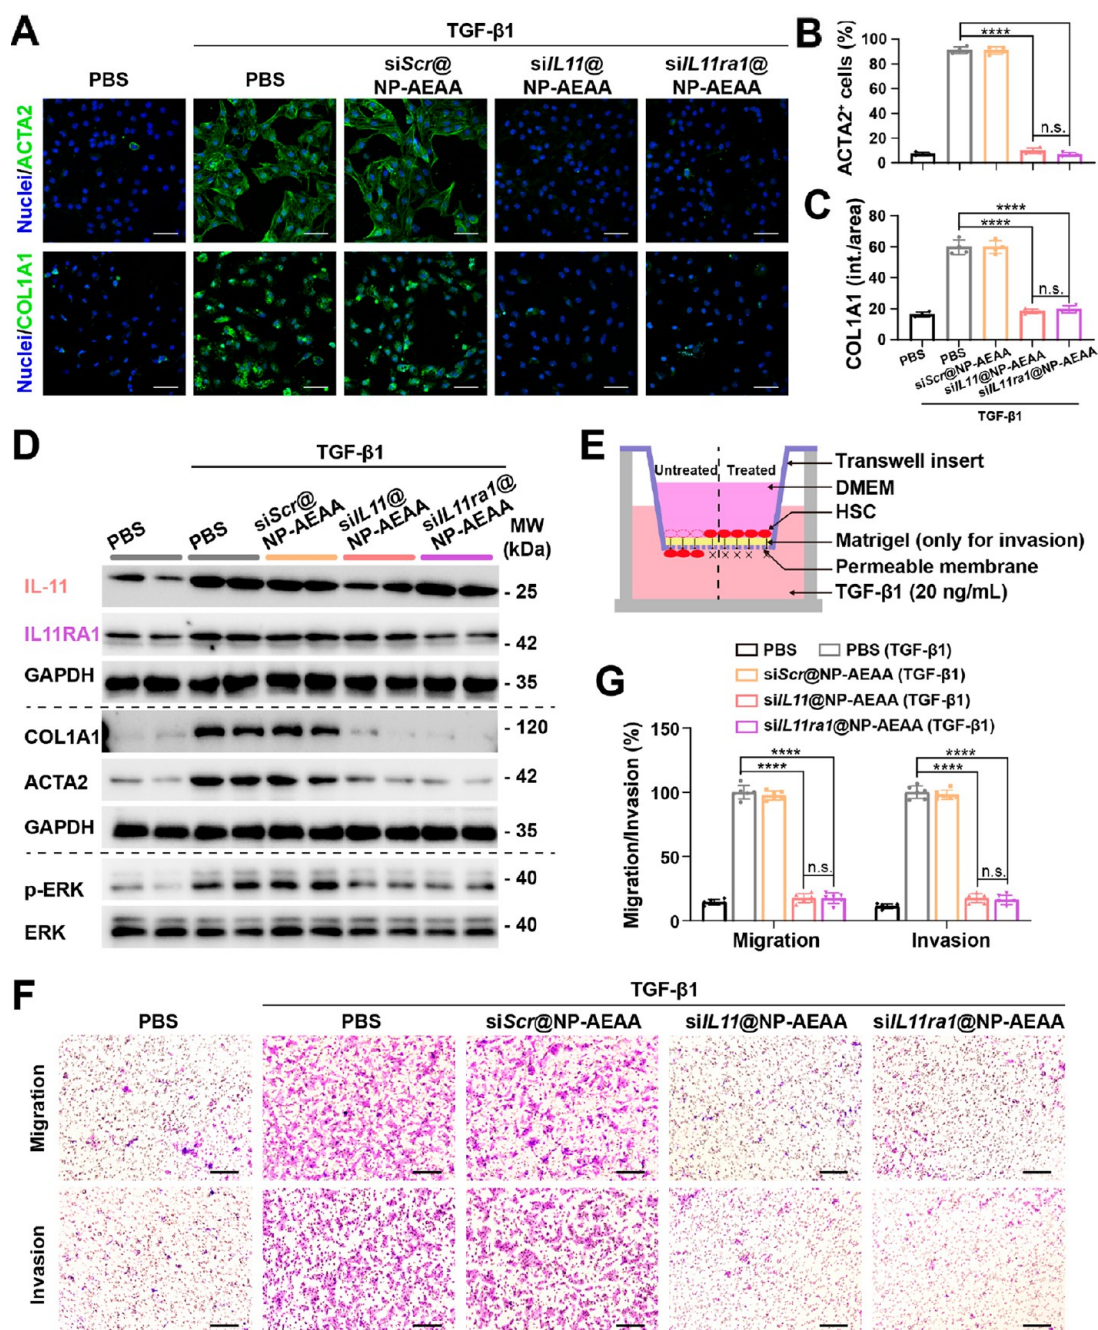 A
TGF-β1
PBS
PBS
siScr@
NP-AEAA
siIL11@
NP-AEAA
siIL11ra1@
NP-AEAA
Nuclei/ACTA2
Nuclei/COL1A1
B
ACTA2⁺ cells (%)
100
80
60
40
20
0
****
n.s.
C
COL1A1 (int./area)
80
60
40
20
0
****
****
n.s.
PBS
PBS
siScr@NP-AEAA
siIL11@NP-AEAA
siIL11ra1@NP-AEAA
TGF-β1
D
TGF-β1
PBS
PBS
siScr@
NP-AEAA
siIL11@
NP-AEAA
siIL11ra1@
NP-AEAA
MW
(kDa)
IL-11
- 25
IL11RA1
- 42
GAPDH
- 35
COL1A1
- 120
ACTA2
- 42
GAPDH
- 35
p-ERK
- 40
ERK
- 40
E
Untreated
Treated
Transwell insert
DMEM
HSC
Matrigel (only for invasion)
Permeable membrane
TGF-β1 (20 ng/mL)
G
PBS
PBS (TGF-β1)
siScr@NP-AEAA (TGF-β1)
siIL11@NP-AEAA (TGF-β1)
siIL11ra1@NP-AEAA (TGF-β1)
Migration/Invasion (%)
150
100
50
0
****
****
n.s.
****
****
n.s.
Migration
Invasion
F
TGF-β1
PBS
PBS
siScr@NP-AEAA
siIL11@NP-AEAA
siIL11ra1@NP-AEAA
Migration
Invasion